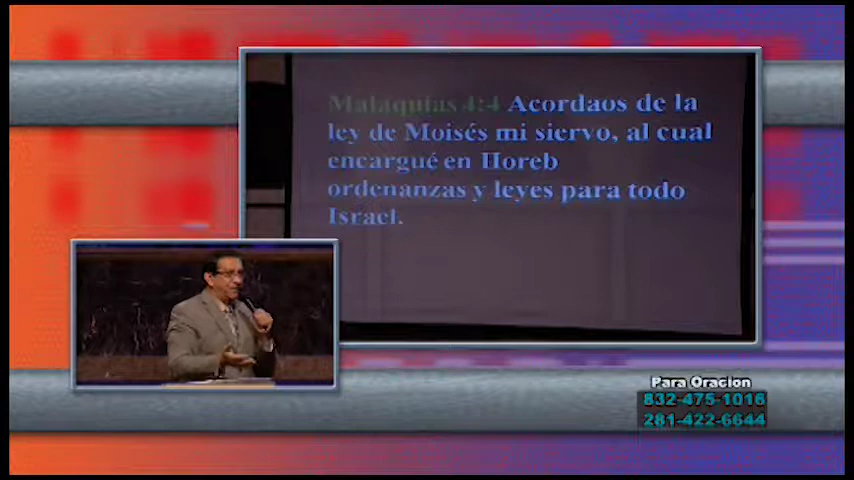 Malaquías 4:4 Acordaos de la
ley de Moisés mi siervo, al cual
encargué en Horeb
ordenanzas y leyes para todo
Israel.
Para Oracion
832-475-1016
281-422-6644